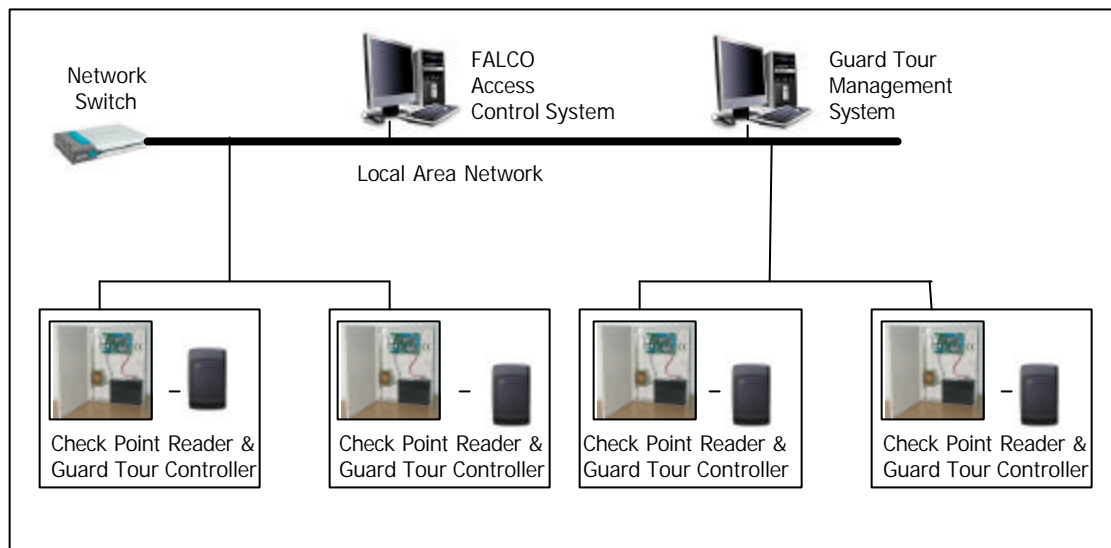 Network
Switch
FALCO
Access
Control System
Guard Tour
Management
System
Local Area Network
Check Point Reader &
Guard Tour Controller
Check Point Reader &
Guard Tour Controller
Check Point Reader &
Guard Tour Controller
Check Point Reader &
Guard Tour Controller